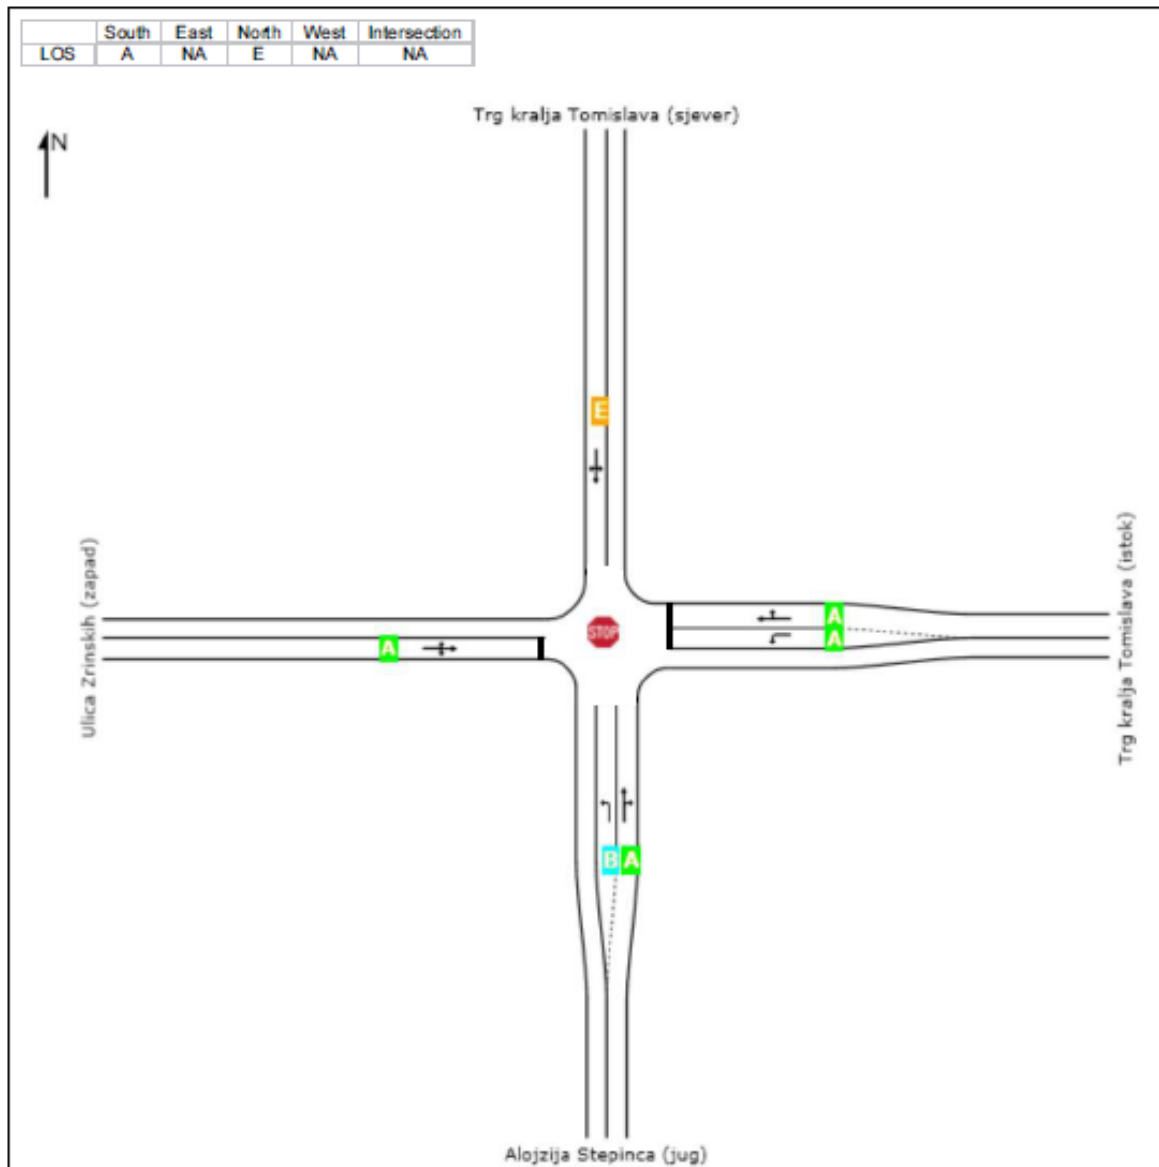 South East North West Intersection
LOS A NA E NA NA
Trg kralja Tomislava (sjever)
N
E
Ulica Zrinskih (zapad)
A
STOP
A
A
Trg kralja Tomislava (istok)
B A
Alojzija Stepinca (jug)